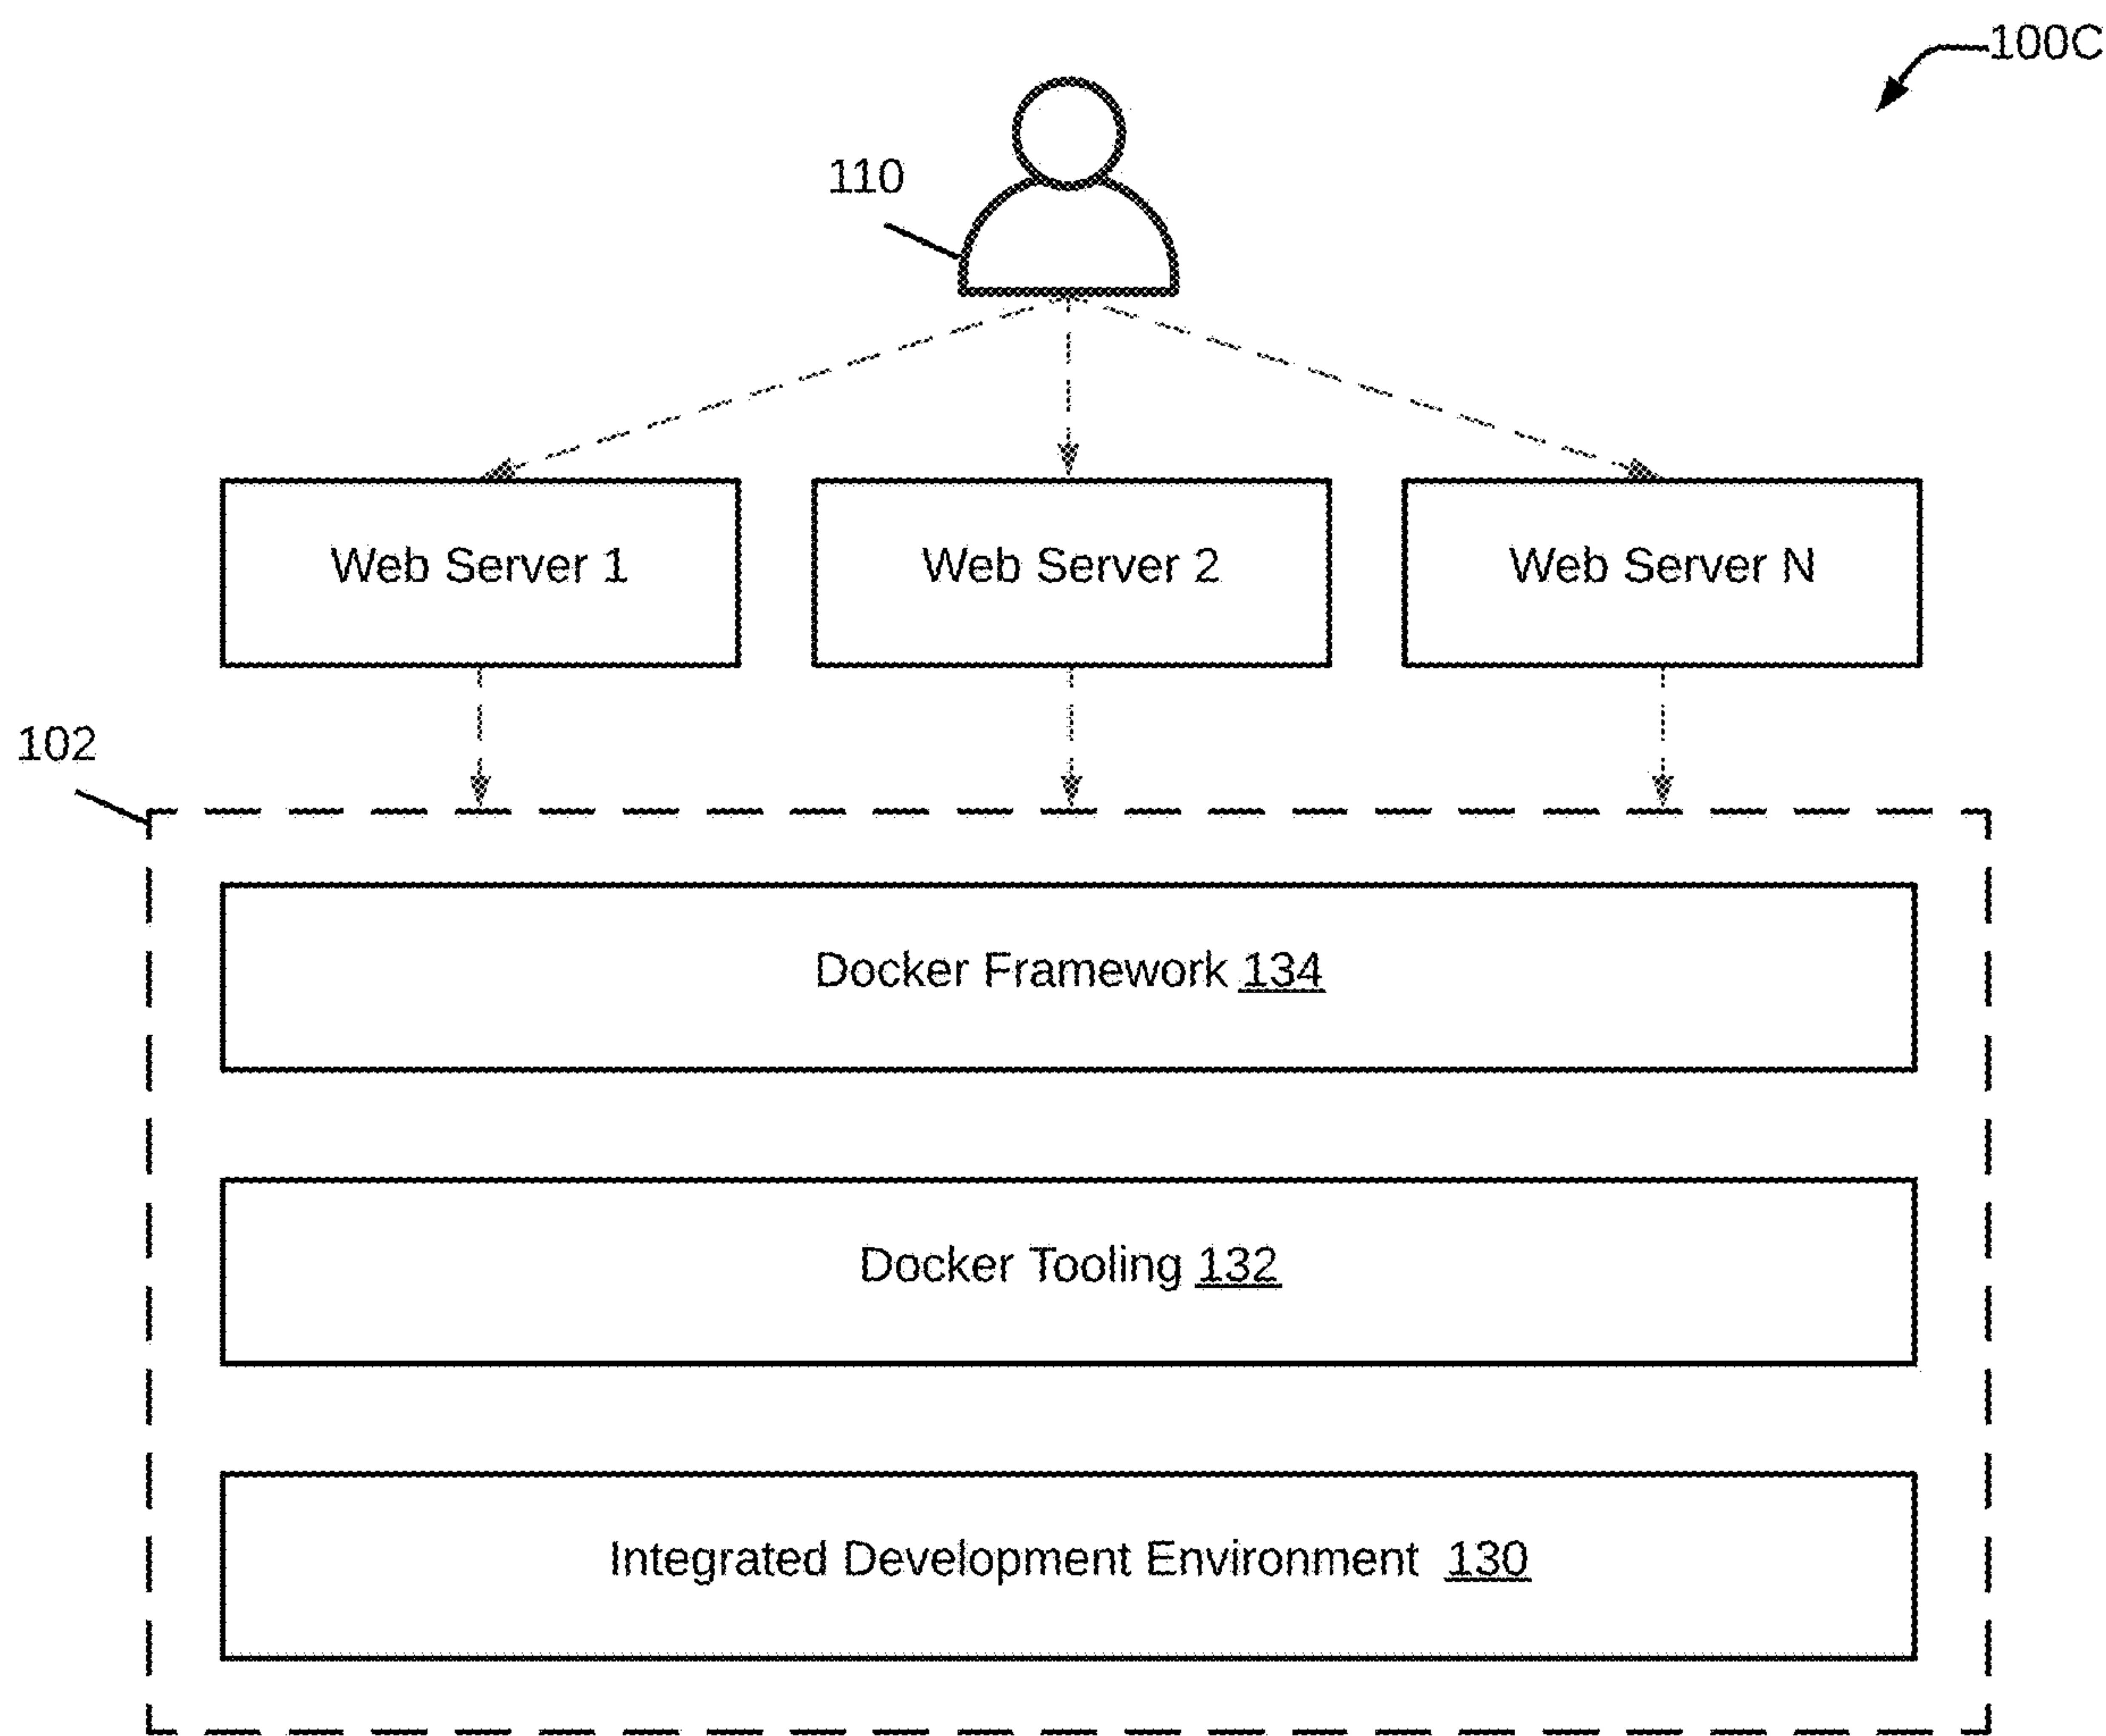 100C
110
Web Server 1
Web Server 2
Web Server N
102
Docker Framework 134
Docker Tooling 132
Integrated Development Environment 130